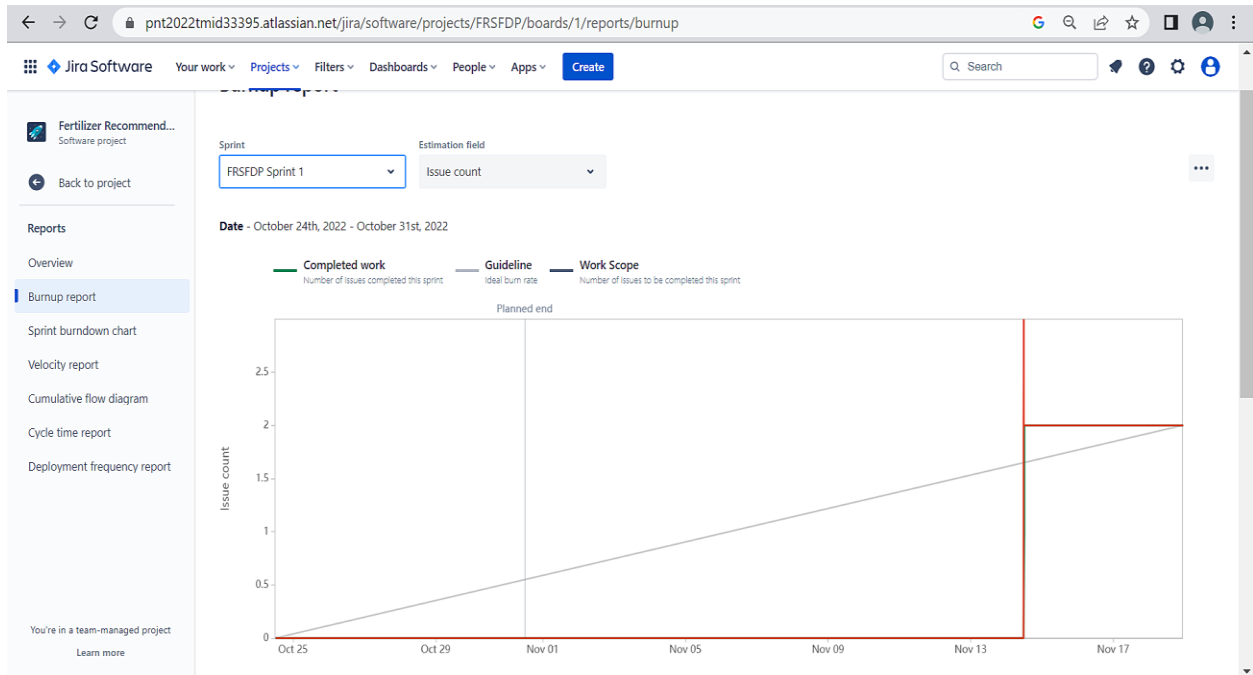 pnt2022tmid33395.atlassian.net/jira/software/projects/FRSFDP/boards/1/reports/burnup
Jira Software Your work Projects Filters Dashboards People Apps Create Search
Burnup report
Fertilizer Recommend...
Software project
Back to project
Reports
Overview
Burnup report
Sprint burndown chart
Velocity report
Cumulative flow diagram
Cycle time report
Deployment frequency report
You're in a team-managed project
Learn more
Sprint Estimation field
FRSFDP Sprint 1 Issue count
Date - October 24th, 2022 - October 31st, 2022
Completed work Guideline Work Scope
Number of issues completed this sprint Ideal burn rate Number of issues to be completed this sprint
Planned end
Issue count
2.5
2
1.5
1
0.5
0
Oct 25 Oct 29 Nov 01 Nov 05 Nov 09 Nov 13 Nov 17